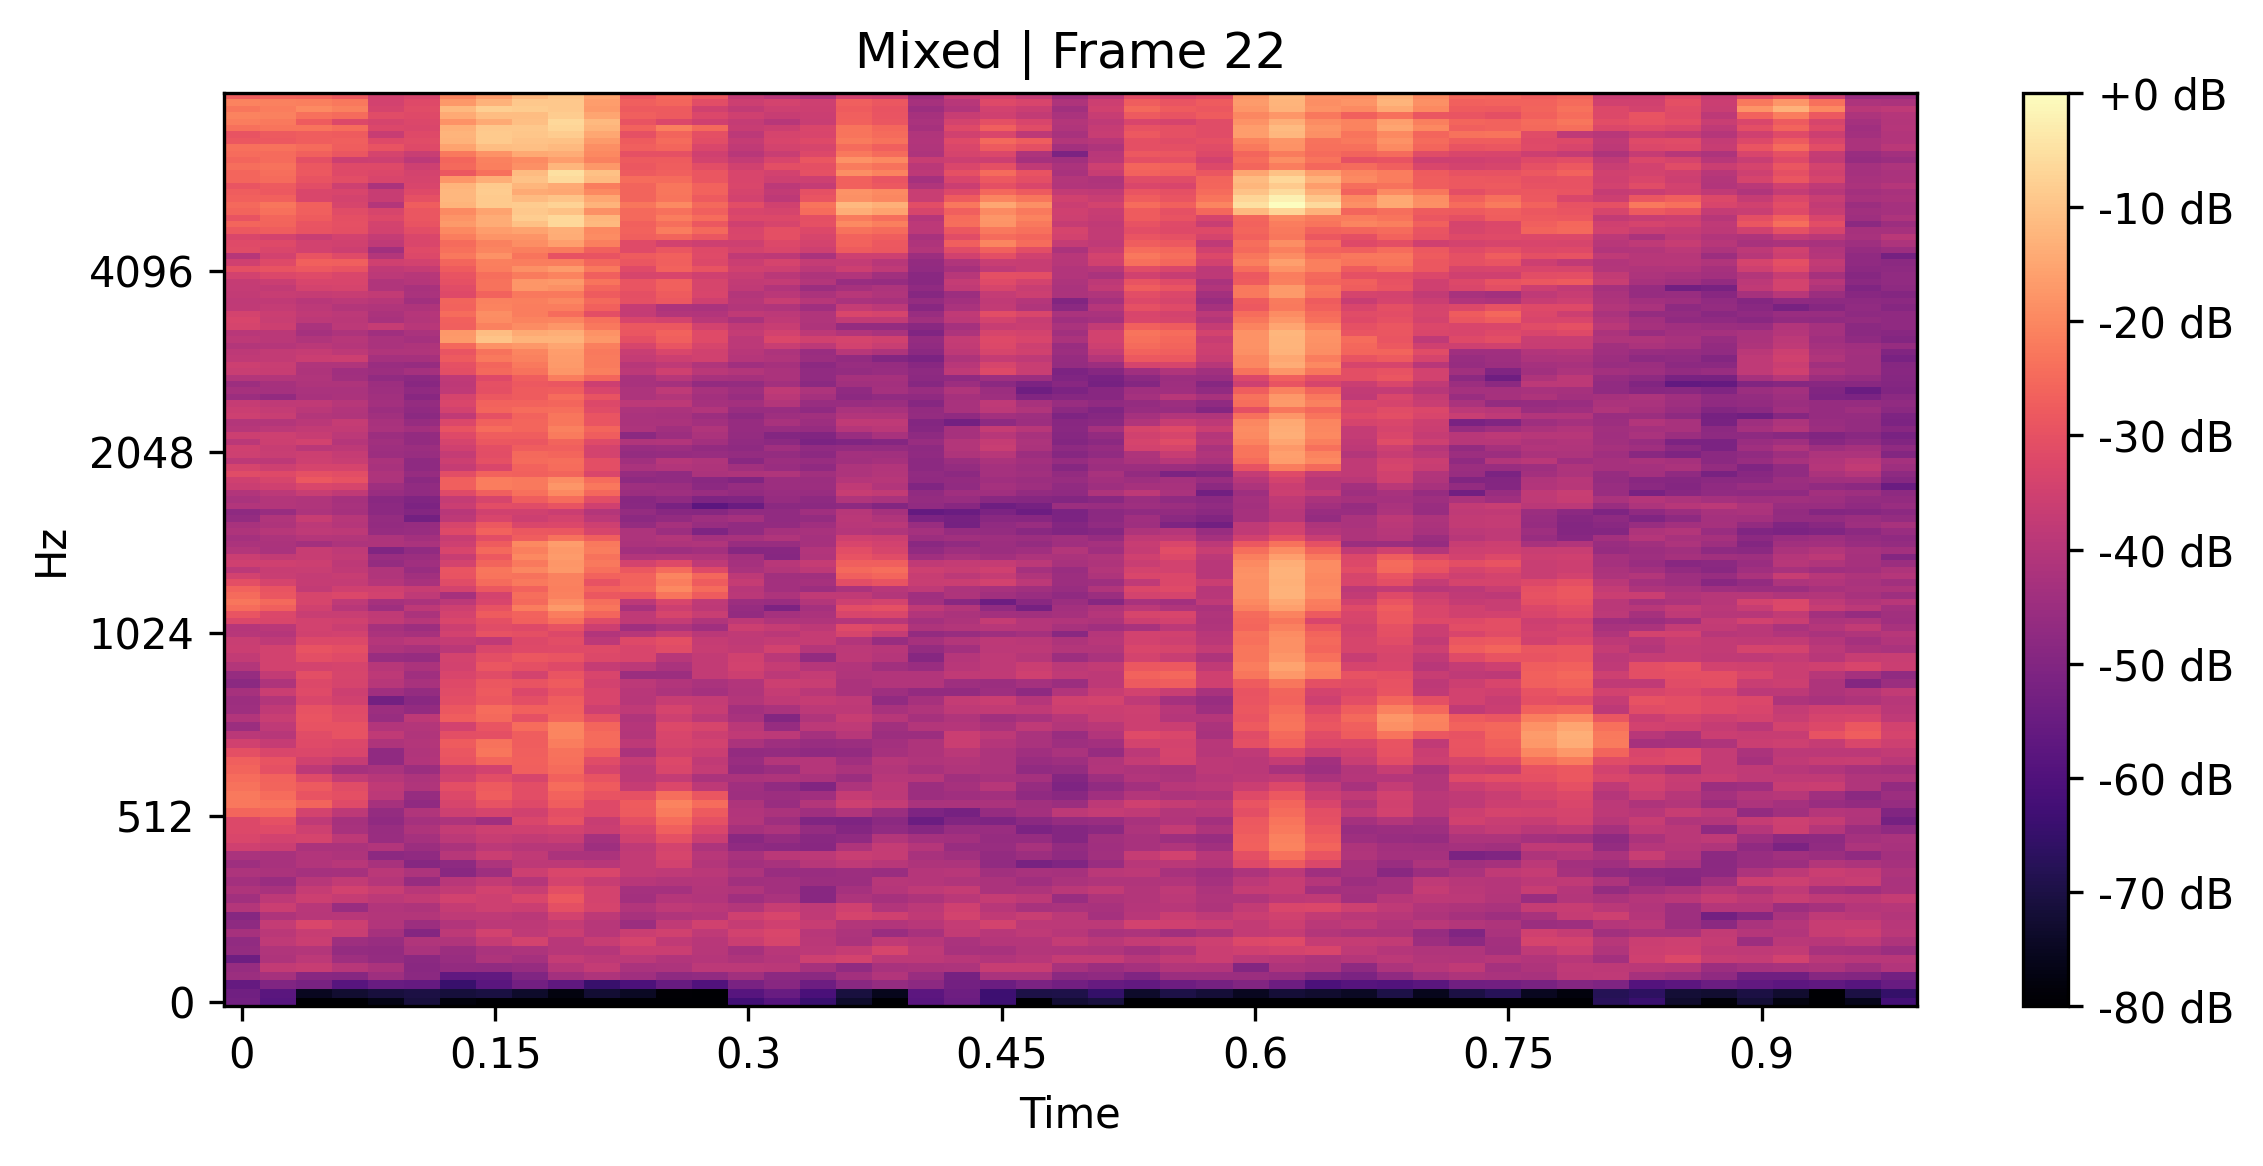 Mixed | Frame 22
Hz
4096
2048
1024
512
0
0 0.15 0.3 0.45 0.6 0.75 0.9
Time
+0 dB
-10 dB
-20 dB
-30 dB
-40 dB
-50 dB
-60 dB
-70 dB
-80 dB